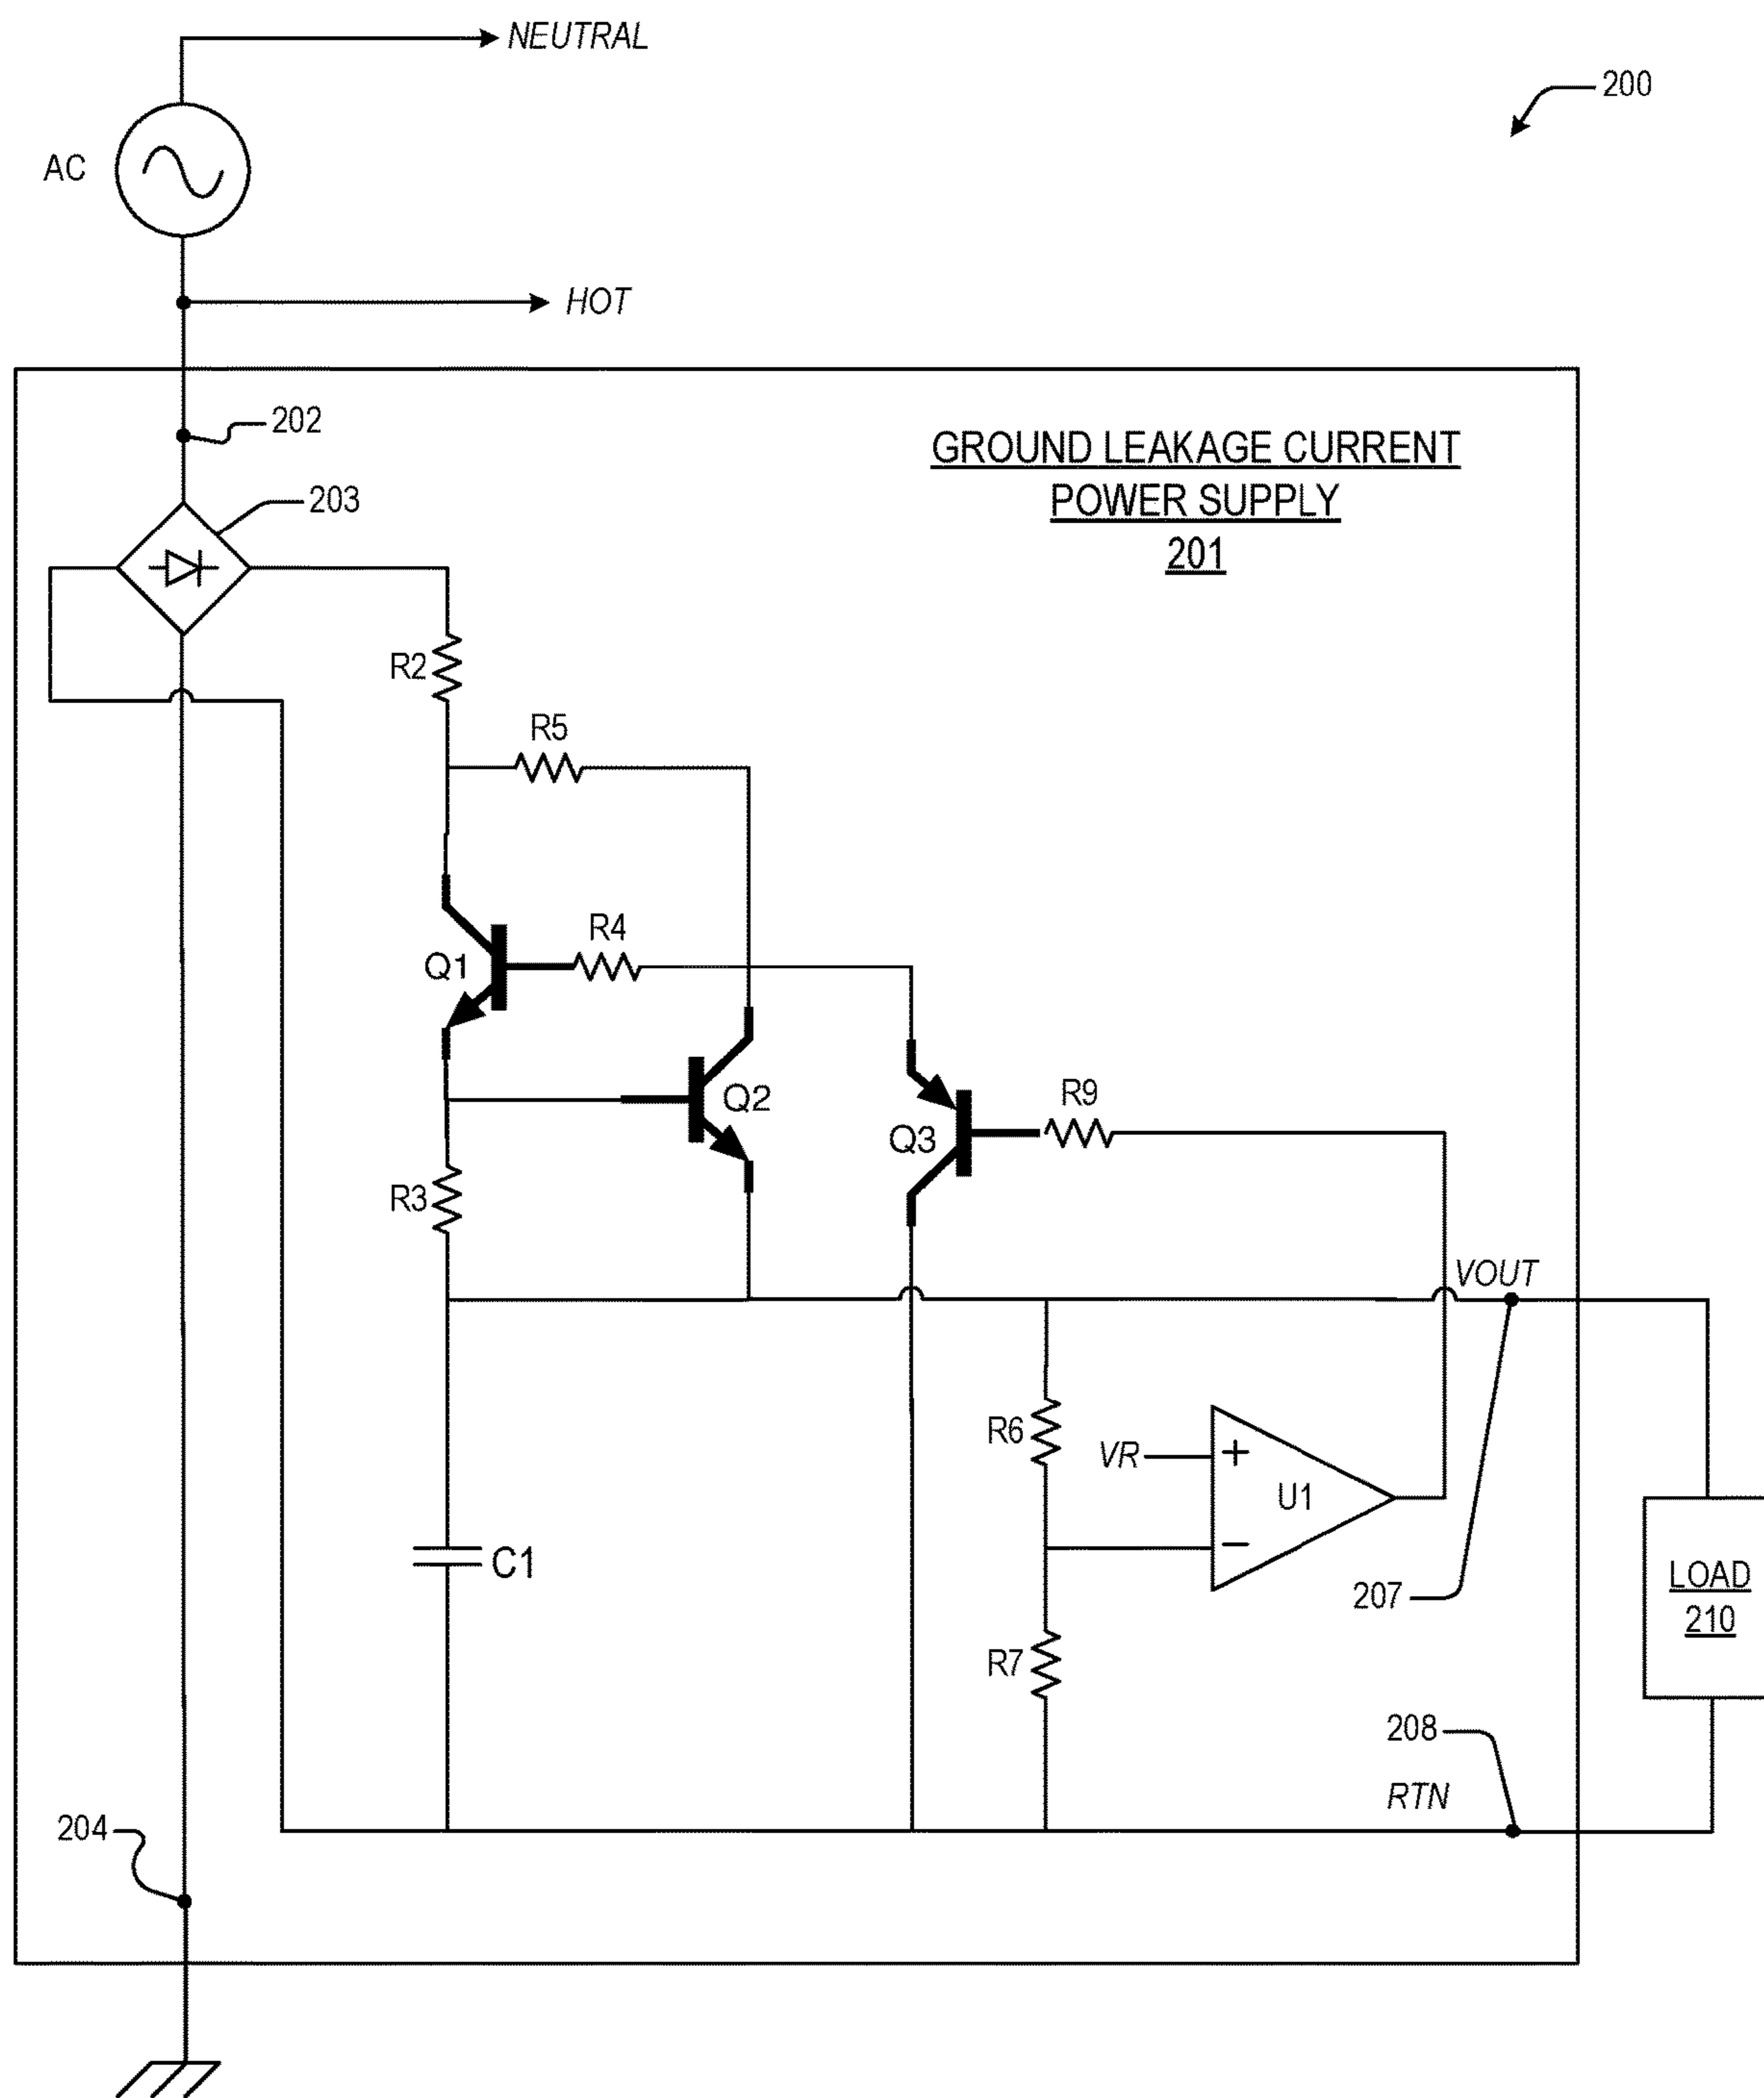 NEUTRAL
200
AC
HOT
202
GROUND LEAKAGE CURRENT
POWER SUPPLY
201
203
R2
R5
R4
Q1
Q2
R9
Q3
R3
VOUT
R6
VR
+
U1
−
C1
207
LOAD
210
R7
208
RTN
204